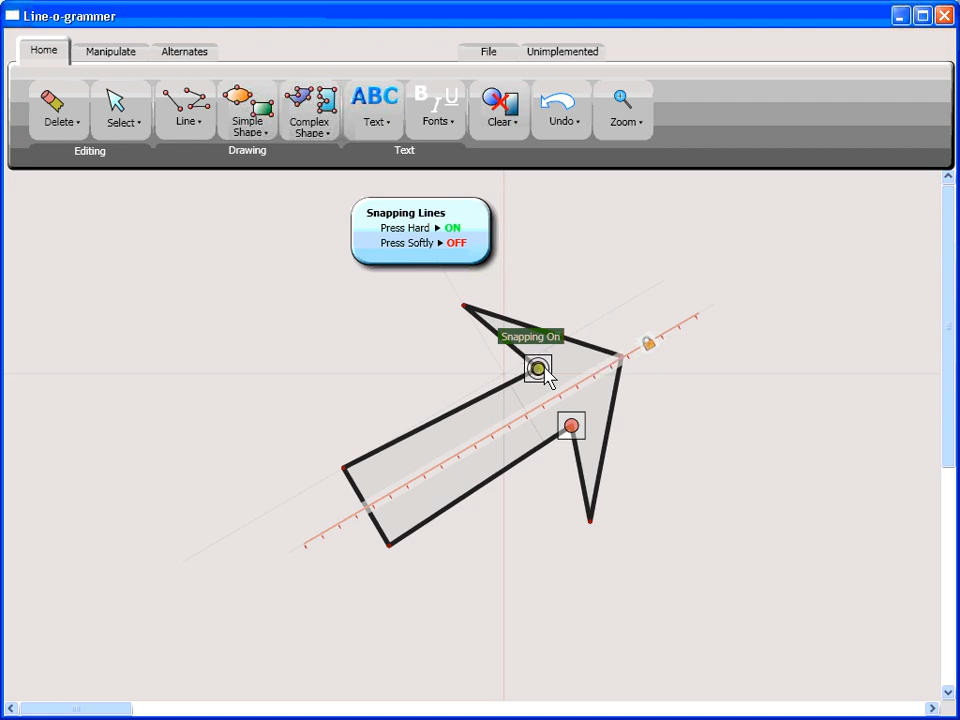 Line-o-grammer
Home Manipulate Alternates File Unimplemented
Delete Select Line Simple Shape Complex Shape ABC Text B I U Fonts Clear Undo Zoom
Editing Drawing Text
Snapping Lines
Press Hard ON
Press Softly OFF
Snapping On